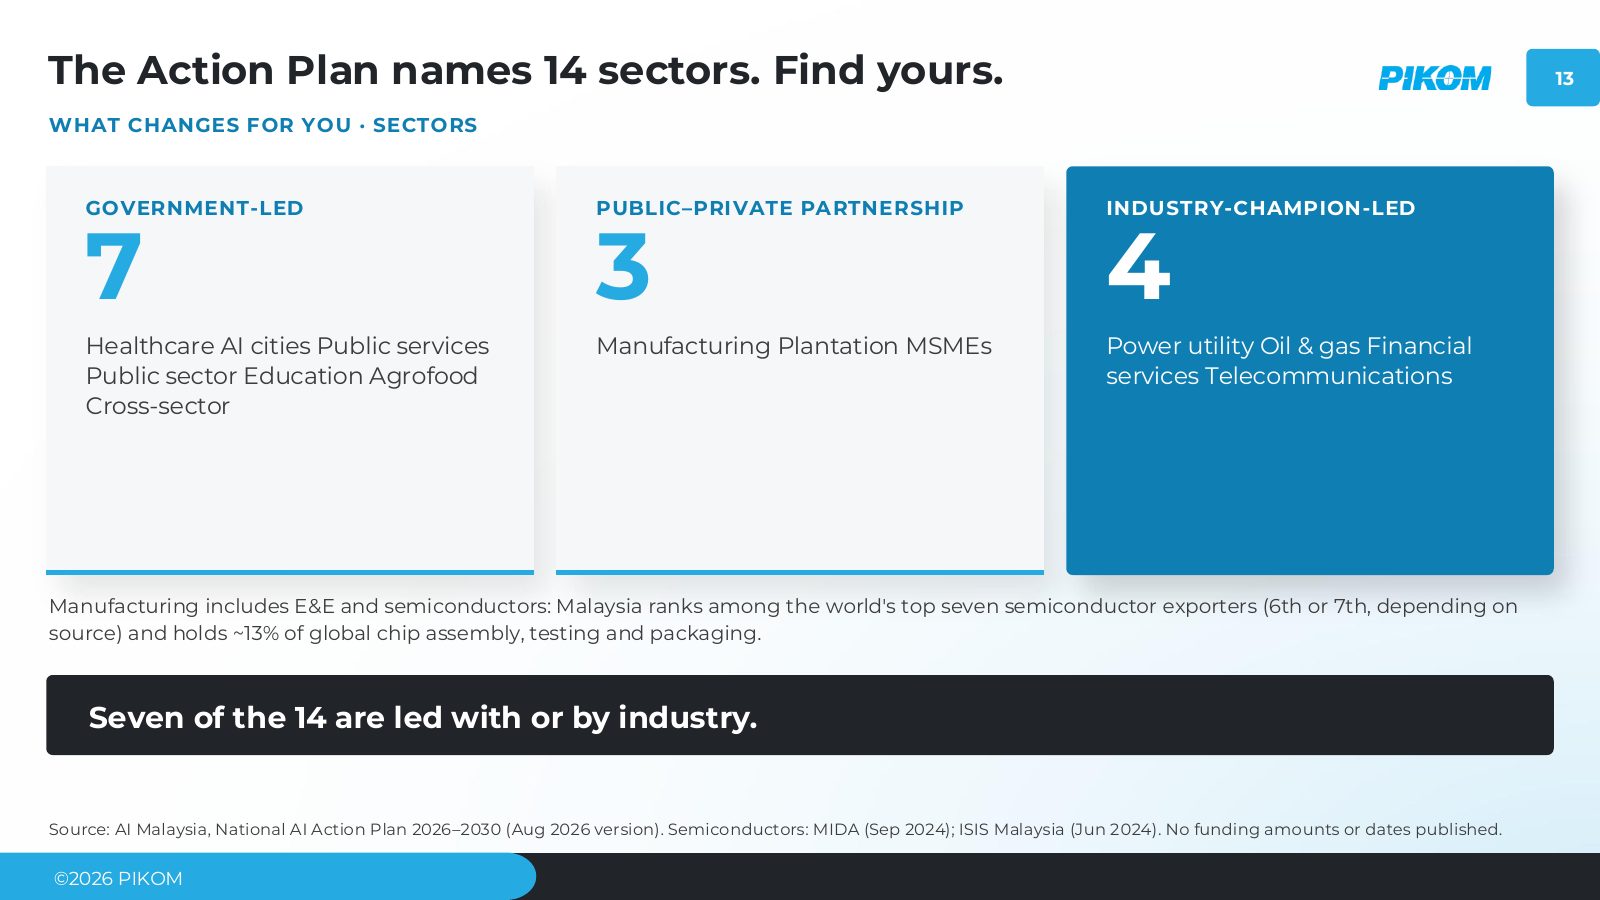 The Action Plan names 14 sectors. Find yours.
PIKOM
13
WHAT CHANGES FOR YOU · SECTORS
GOVERNMENT-LED
7
Healthcare AI cities Public services
Public sector Education Agrofood
Cross-sector
PUBLIC–PRIVATE PARTNERSHIP
3
Manufacturing Plantation MSMEs
INDUSTRY-CHAMPION-LED
4
Power utility Oil & gas Financial
services Telecommunications
Manufacturing includes E&E and semiconductors: Malaysia ranks among the world's top seven semiconductor exporters (6th or 7th, depending on
source) and holds ~13% of global chip assembly, testing and packaging.
Seven of the 14 are led with or by industry.
Source: AI Malaysia, National AI Action Plan 2026–2030 (Aug 2026 version). Semiconductors: MIDA (Sep 2024); ISIS Malaysia (Jun 2024). No funding amounts or dates published.
©2026 PIKOM